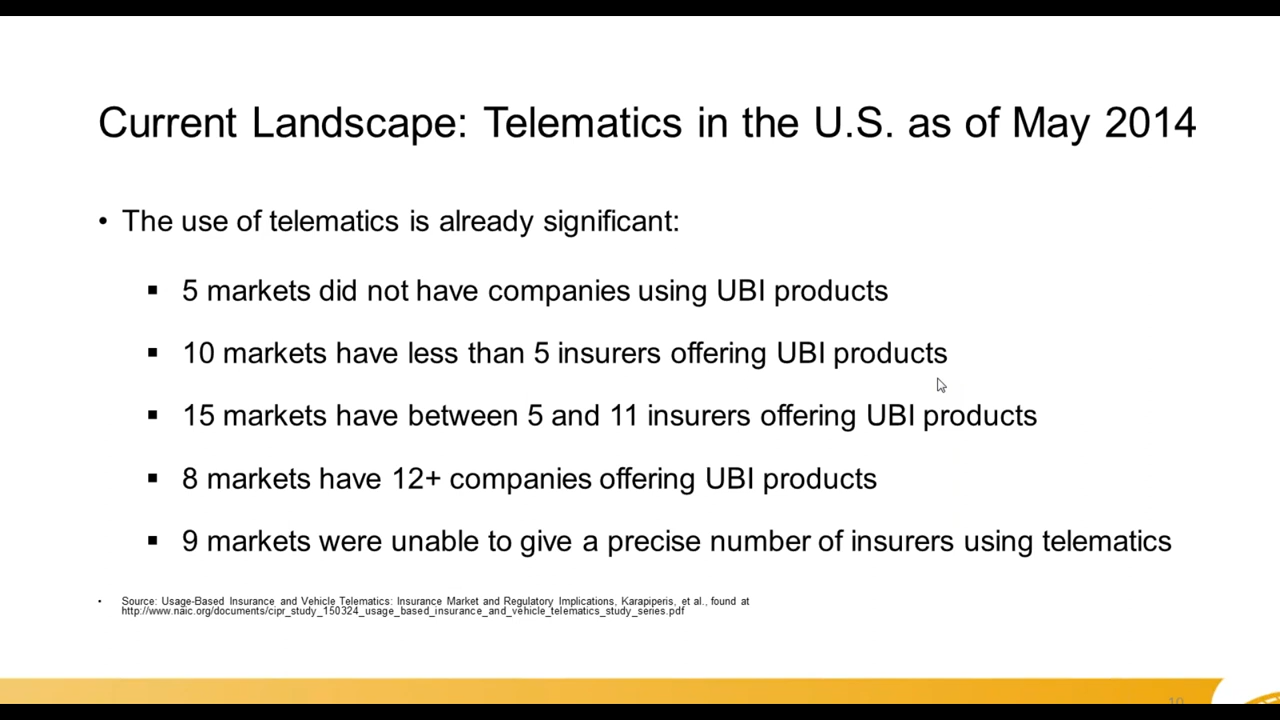 Current Landscape: Telematics in the U.S. as of May 2014
• The use of telematics is already significant:
▪ 5 markets did not have companies using UBI products
▪ 10 markets have less than 5 insurers offering UBI products
▪ 15 markets have between 5 and 11 insurers offering UBI products
▪ 8 markets have 12+ companies offering UBI products
▪ 9 markets were unable to give a precise number of insurers using telematics
• Source: Usage-Based Insurance and Vehicle Telematics: Insurance Market and Regulatory Implications, Karapiperis, et al., found at
http://www.naic.org/documents/cipr_study_150324_usage_based_insurance_and_vehicle_telematics_study_series.pdf